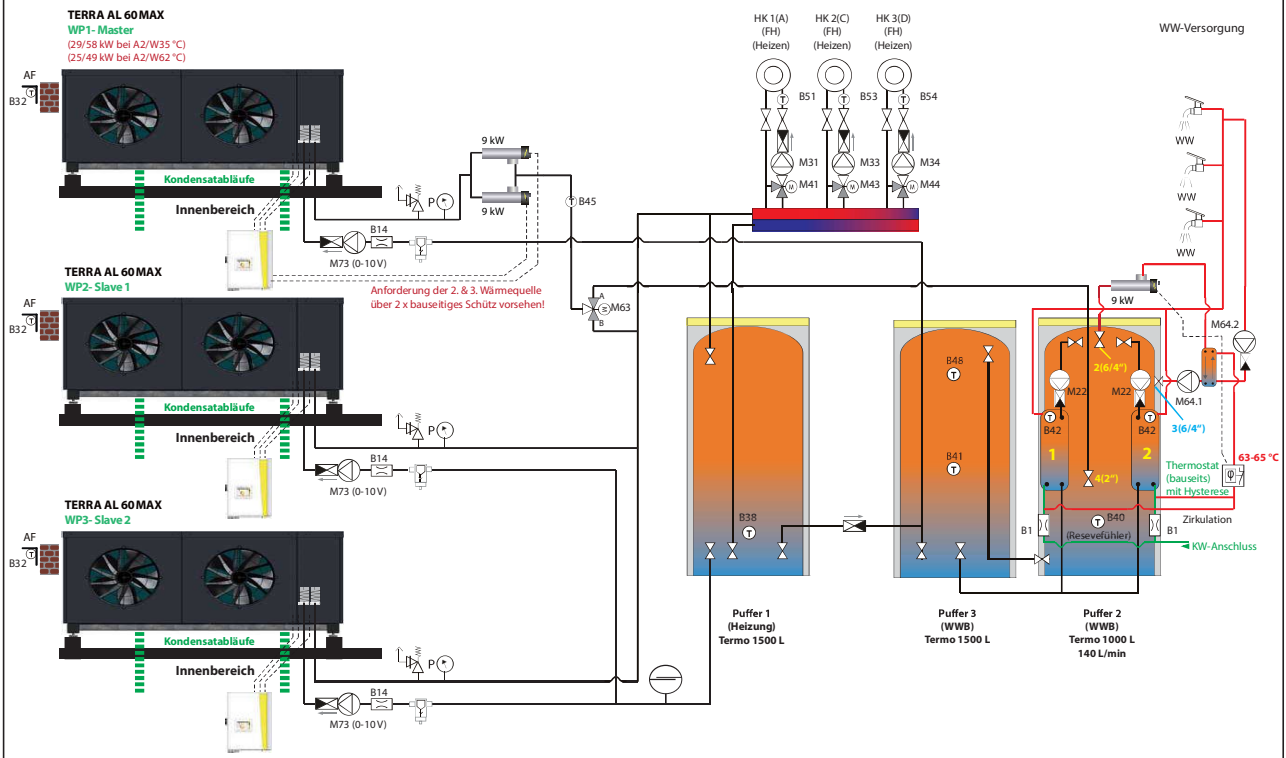 TERRA AL 60 MAX
WP1- Master
(29/58 kW bei A2/W35 °C)
(25/49 kW bei A2/W62 °C)
AF
B32
T
Kondensatabläufe
Innenbereich
P
M73 (0-10 V)
B14
9 kW
9 kW
B45
T
Anforderung der 2. & 3. Wärmequelle
über 2 x bauseitiges Schütz vorsehen!
A
M
M63
B
HK 1(A)
(FH)
(Heizen)
HK 2(C)
(FH)
(Heizen)
HK 3(D)
(FH)
(Heizen)
T
B51
T
B53
T
B54
M31
M33
M34
M
M41
M
M43
M
M44
WW-Versorgung
WW
WW
WW
9 kW
M64.2
M64.1
TERRA AL 60 MAX
WP2- Slave 1
AF
B32
T
Kondensatabläufe
Innenbereich
P
M73 (0-10 V)
B14
TERRA AL 60 MAX
WP3- Slave 2
AF
B32
T
Kondensatabläufe
Innenbereich
P
M73 (0-10 V)
B14
B38
T
Puffer 1
(Heizung)
Termo 1500 L
B48
T
B41
T
Puffer 3
(WWB)
Termo 1500 L
2(6/4“)
M22
M22
3(6/4“)
T
B42
T
B42
1
2
4(2“)
63-65 °C
Thermostat
(bauseits)
mit Hysterese
φ
T
B40
(Resevefühler)
B1
B1
Zirkulation
KW-Anschluss
Puffer 2
(WWB)
Termo 1000 L
140 L/min